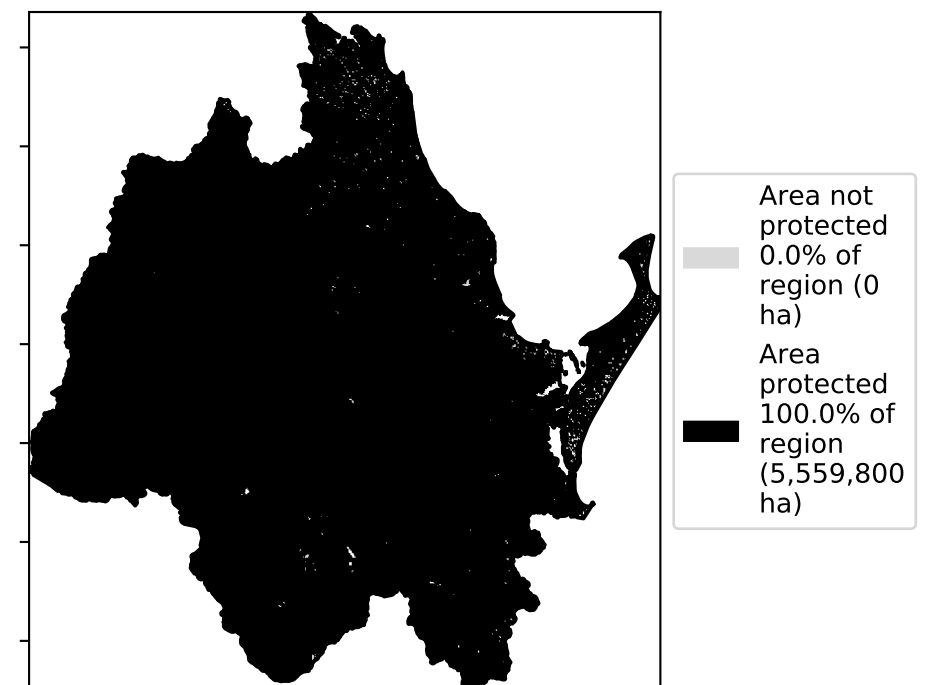 Area not
protected
0.0% of
region (0
ha)
Area
protected
100.0% of
region
(5,559,800
ha)